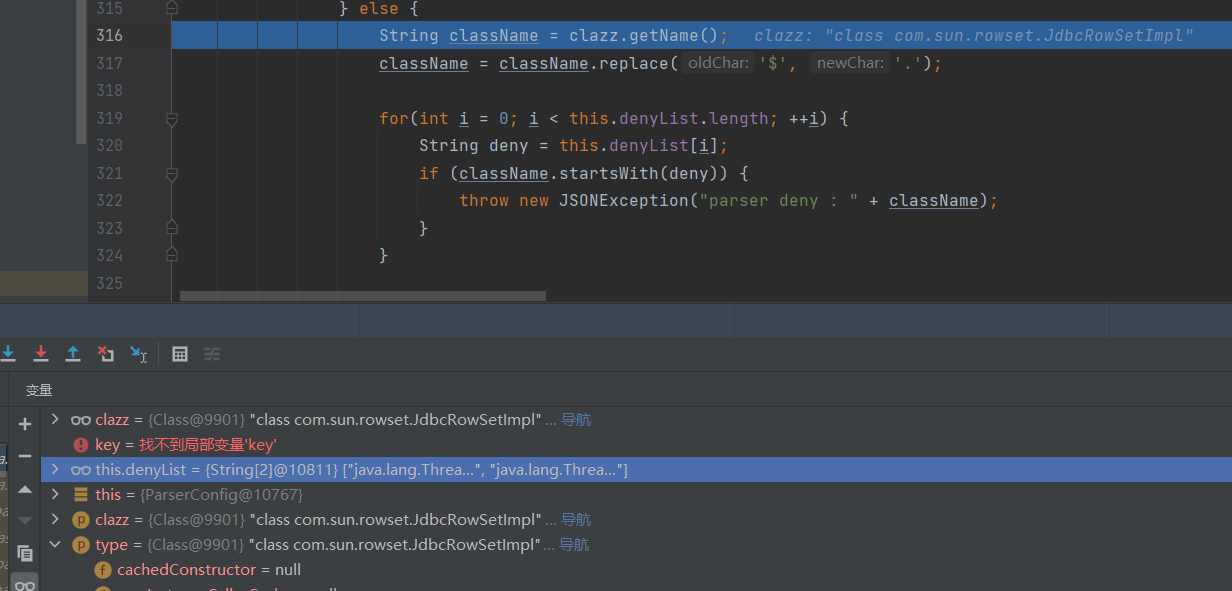 315 } else {
316 String className = clazz.getName(); clazz: "class com.sun.rowset.JdbcRowSetImpl"
317 className = className.replace( oldChar: '$', newChar: '.');
318
319 for(int i = 0; i < this.denyList.length; ++i) {
320 String deny = this.denyList[i];
321 if (className.startsWith(deny)) {
322 throw new JSONException("parser deny : " + className);
323 }
324 }
325
变量
clazz = {Class@9901} "class com.sun.rowset.JdbcRowSetImpl" ... 导航
key = 找不到局部变量'key'
this.denyList = {String[2]@10811} ["java.lang.Threa...", "java.lang.Threa..."]
this = {ParserConfig@10767}
clazz = {Class@9901} "class com.sun.rowset.JdbcRowSetImpl" ... 导航
type = {Class@9901} "class com.sun.rowset.JdbcRowSetImpl" ... 导航
cachedConstructor = null